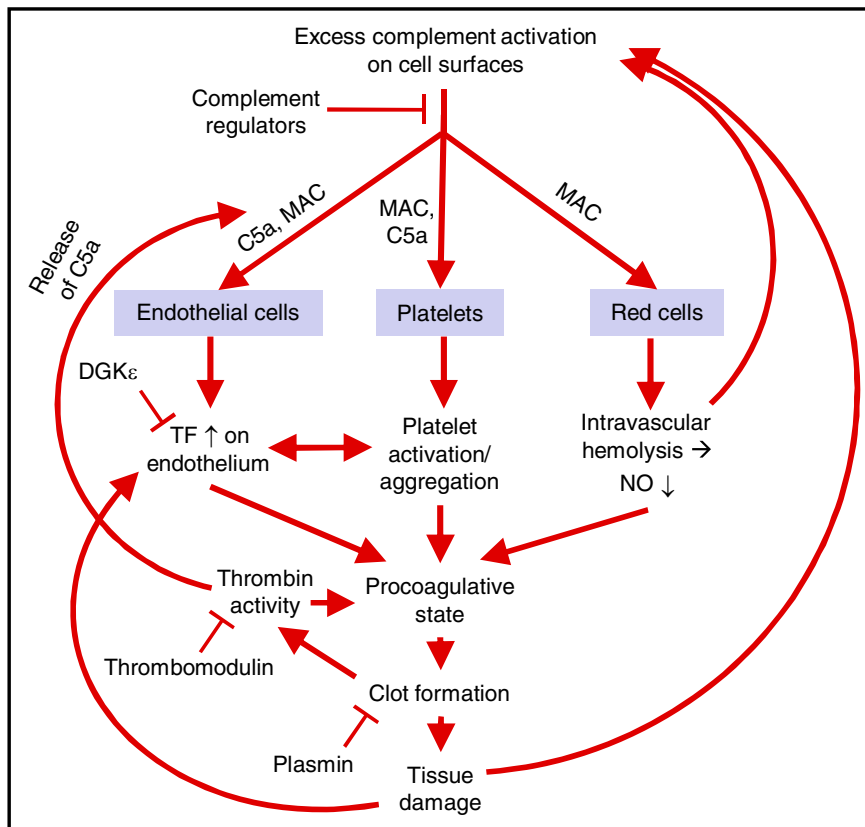 Excess complement activation
on cell surfaces
Complement
regulators
C5a, MAC
MAC,
C5a
MAC
Release
of C5a
Endothelial cells
Platelets
Red cells
DGKε
TF ↑ on
endothelium
Platelet
activation/
aggregation
Intravascular
hemolysis →
NO ↓
Thrombin
activity
Procoagulative
state
Thrombomodulin
Clot formation
Plasmin
Tissue
damage